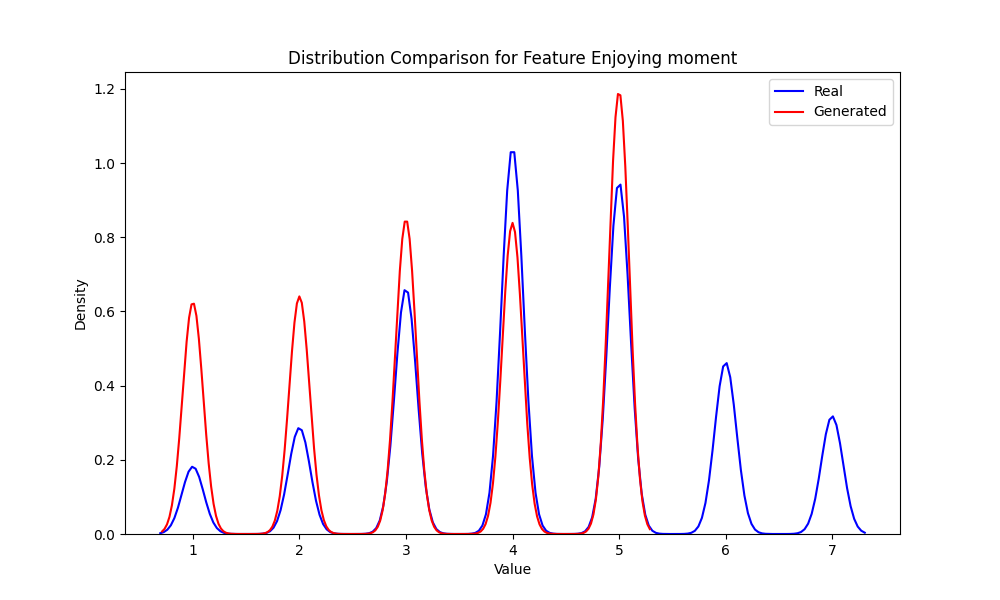 Distribution Comparison for Feature Enjoying moment
Real
Generated
Density
1.2
1.0
0.8
0.6
0.4
0.2
0.0
1 2 3 4 5 6 7
Value